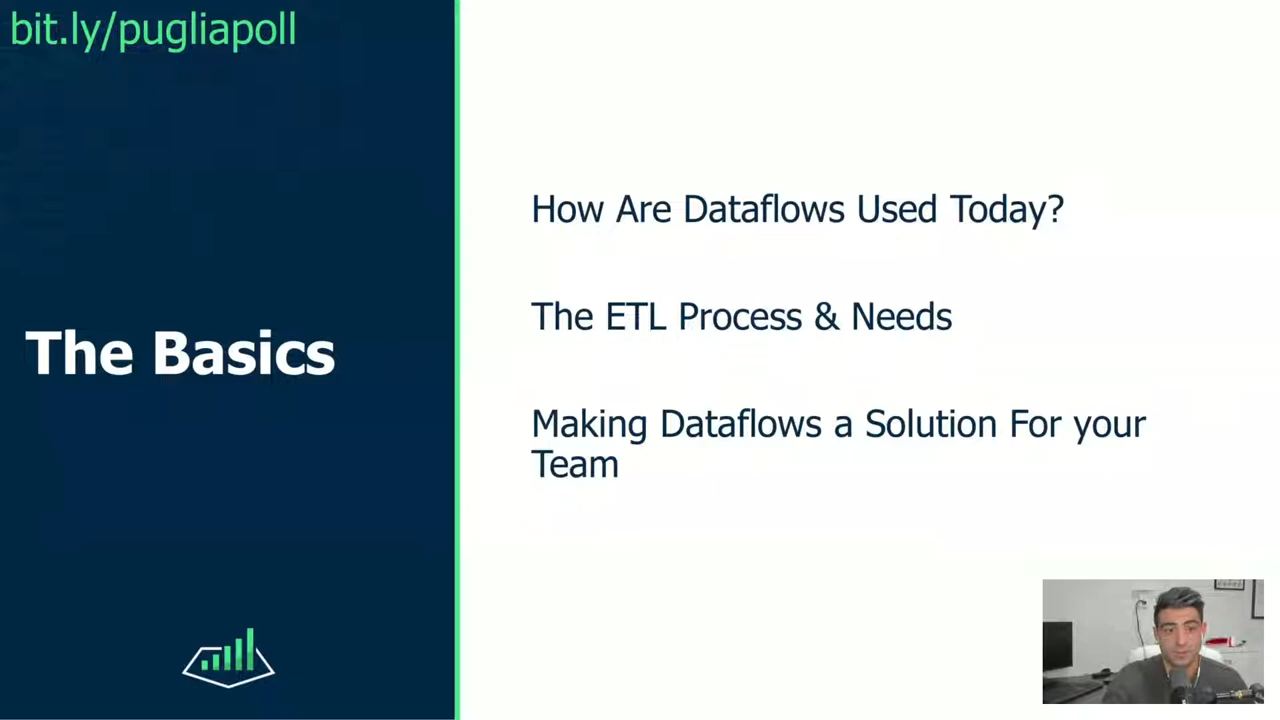 bit.ly/pugliapoll
The Basics
How Are Dataflows Used Today?
The ETL Process & Needs
Making Dataflows a Solution For your
Team